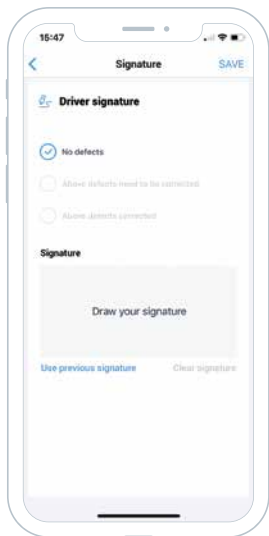 15:47
Signature SAVE
Driver signature
No defects
Above defects need to be corrected
Above defects corrected
Signature
Draw your signature
Use previous signature Clear signature